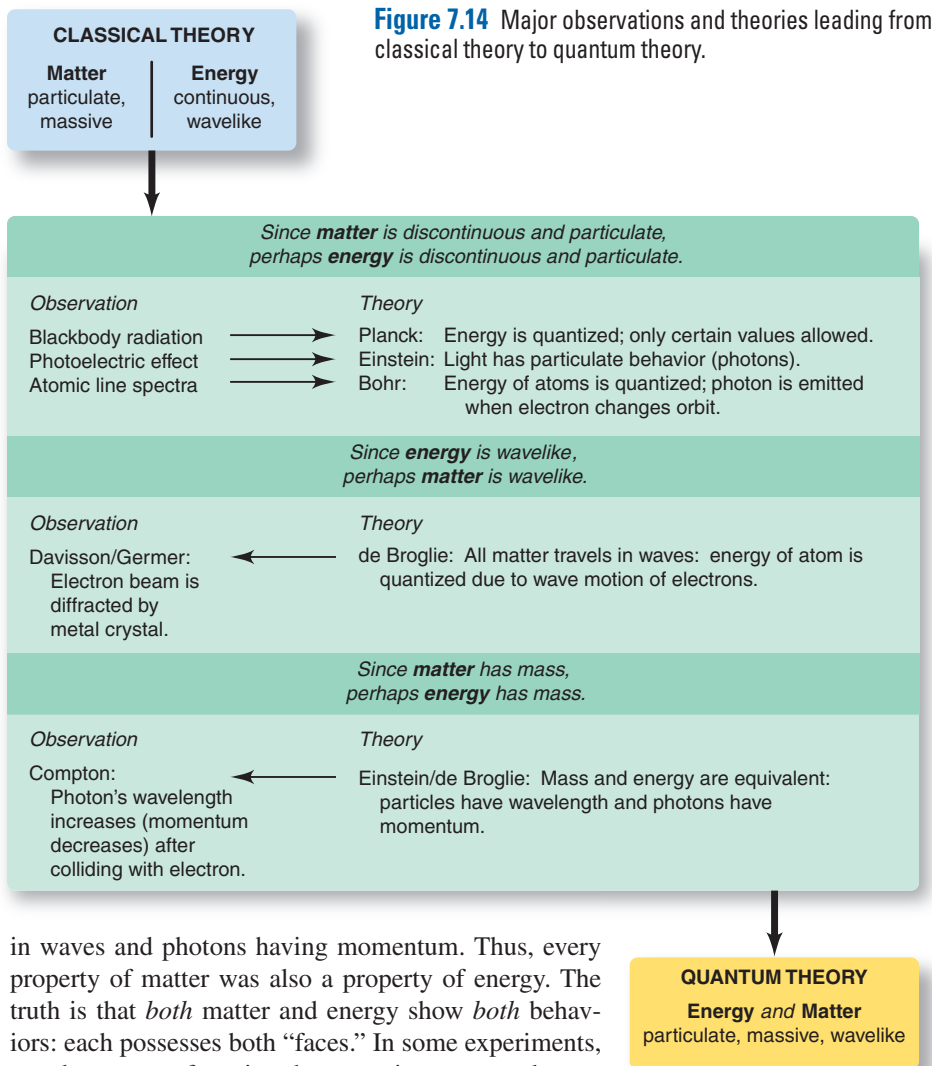 Figure 7.14 Major observations and theories leading from
classical theory to quantum theory.
CLASSICAL THEORY
Matter
particulate,
massive
Energy
continuous,
wavelike
Since matter is discontinuous and particulate,
perhaps energy is discontinuous and particulate.
Observation
Theory
Blackbody radiation
Planck: Energy is quantized; only certain values allowed.
Photoelectric effect
Einstein: Light has particulate behavior (photons).
Atomic line spectra
Bohr: Energy of atoms is quantized; photon is emitted
when electron changes orbit.
Since energy is wavelike,
perhaps matter is wavelike.
Observation
Theory
Davisson/Germer:
Electron beam is
diffracted by
metal crystal.
de Broglie: All matter travels in waves: energy of atom is
quantized due to wave motion of electrons.
Since matter has mass,
perhaps energy has mass.
Observation
Theory
Compton:
Photon's wavelength
increases (momentum
decreases) after
colliding with electron.
Einstein/de Broglie: Mass and energy are equivalent:
particles have wavelength and photons have
momentum.
in waves and photons having momentum. Thus, every
property of matter was also a property of energy. The
truth is that both matter and energy show both behav-
iors: each possesses both “faces.” In some experiments,
QUANTUM THEORY
Energy and Matter
particulate, massive, wavelike